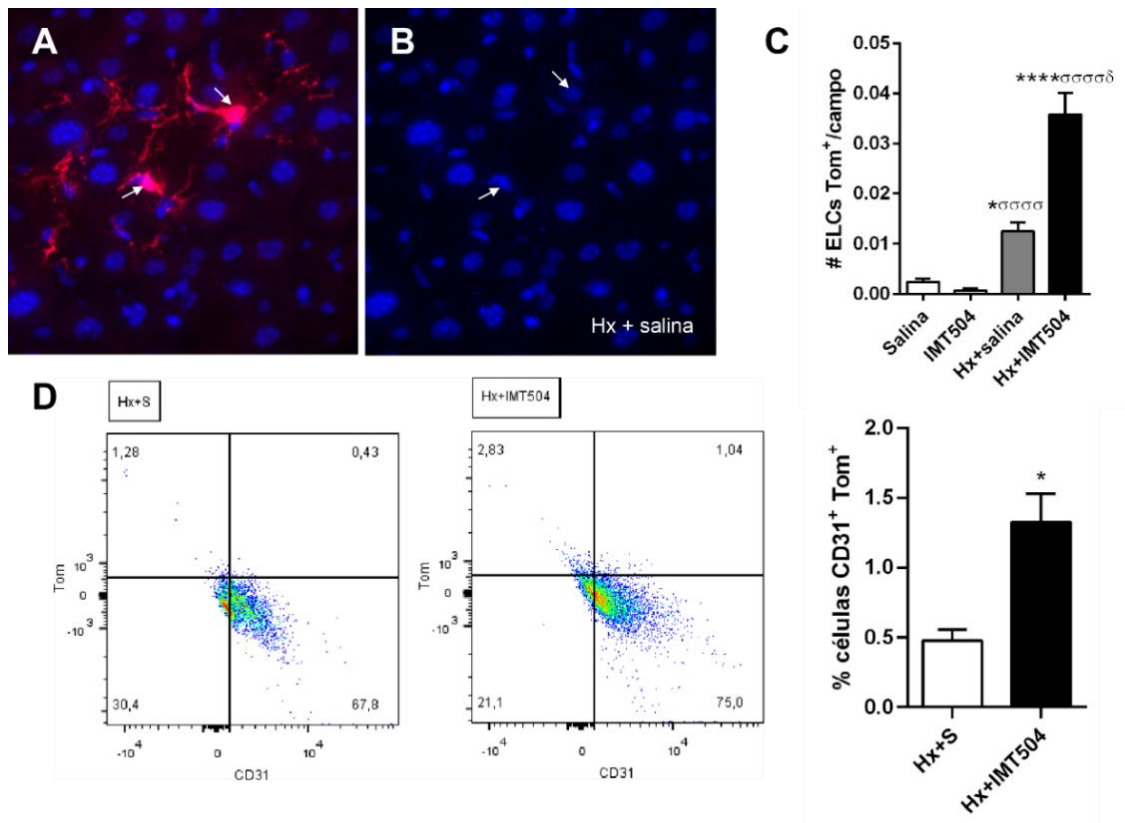 A
B
Hx + salina
C
# ELCs Tom⁺/campo
0.05
0.04
0.03
0.02
0.01
0.00
*σσσσ
****σσσσδ
Salina
IMT504
Hx+salina
Hx+IMT504
D
Hx+S
1,28
0,43
30,4
67,8
Tom
10³
0
-10³
-10⁴
0
10⁴
CD31
Hx+IMT504
2,83
1,04
21,1
75,0
Tom
10³
0
-10³
-10⁴
0
10⁴
CD31
% células CD31⁺ Tom⁺
2.0
1.5
1.0
0.5
0.0
*
Hx+S
Hx+IMT504